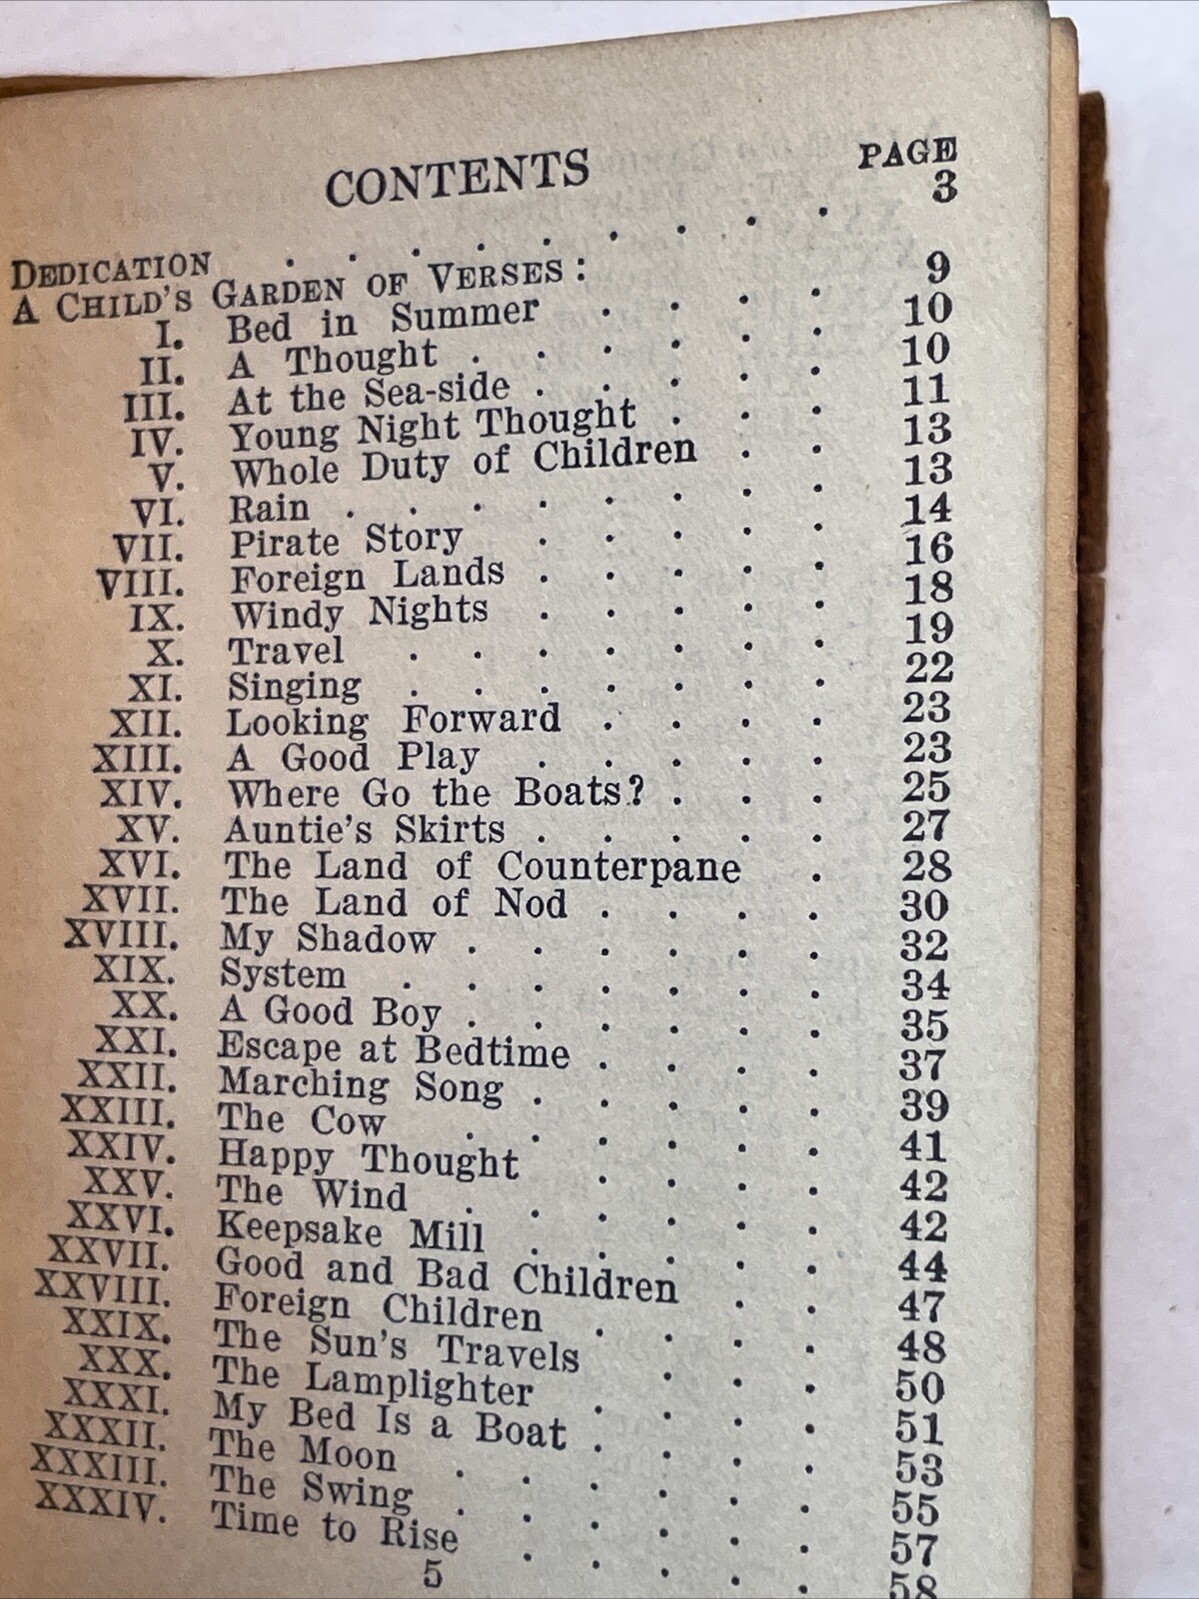 CONTENTS
PAGE
DEDICATION . . . . . . . . . 3
A CHILD'S GARDEN OF VERSES:
I. Bed in Summer . . . . 9
II. A Thought . . . . . . 10
III. At the Sea-side . . . . . 10
IV. Young Night Thought . . . 11
V. Whole Duty of Children . . 13
VI. Rain . . . . . . . . 13
VII. Pirate Story . . . . . 14
VIII. Foreign Lands . . . . . 16
IX. Windy Nights . . . . . 18
X. Travel . . . . . . . 19
XI. Singing . . . . . . . 22
XII. Looking Forward . . . . 23
XIII. A Good Play . . . . . 23
XIV. Where Go the Boats? . . . 25
XV. Auntie's Skirts . . . . . 27
XVI. The Land of Counterpane . 28
XVII. The Land of Nod . . . . 30
XVIII. My Shadow . . . . . . 32
XIX. System . . . . . . . 34
XX. A Good Boy . . . . . . 35
XXI. Escape at Bedtime . . . . 37
XXII. Marching Song . . . . . 39
XXIII. The Cow . . . . . . 41
XXIV. Happy Thought . . . . 42
XXV. The Wind . . . . . . 42
XXVI. Keepsake Mill . . . . . 44
XXVII. Good and Bad Children . . 47
XXVIII. Foreign Children . . . . 48
XXIX. The Sun's Travels . . . 50
XXX. The Lamplighter . . . . 51
XXXI. My Bed Is a Boat . . . . 53
XXXII. The Moon . . . . . . 55
XXXIII. The Swing . . . . . . 57
XXXIV. Time to Rise . . . . . 58
5